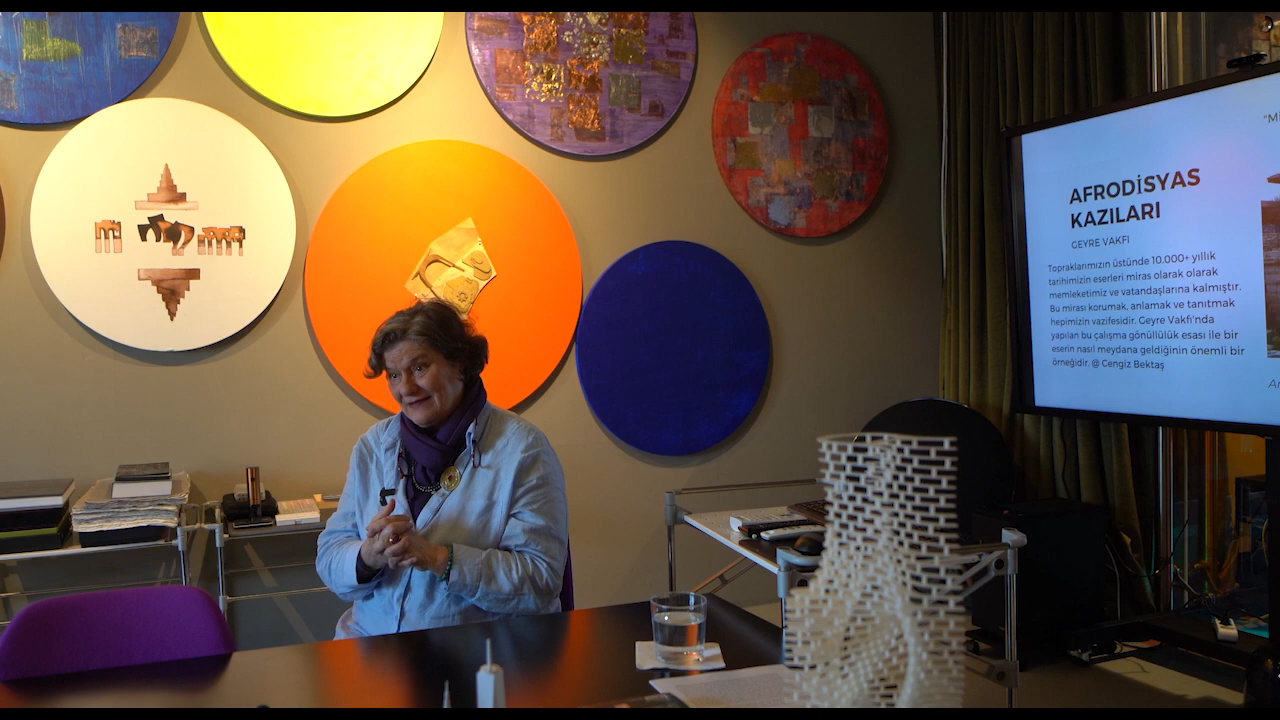 "Mİ
AFRODİSYAS
KAZILARI
GEYRE VAKFI
Topraklarımızın üstünde 10.000+ yıllık
tarihimizin eserleri miras olarak olarak
memleketimiz ve vatandaşlarına kalmıştır.
Bu mirası korumak, anlamak ve tanıtmak
hepimizin vazifesidir. Geyre Vakfı'nda
yapılan bu çalışma gönüllülük esası ile bir
eserin nasıl meydana geldiğinin önemli bir
örneğidir. @ Cengiz Bektaş